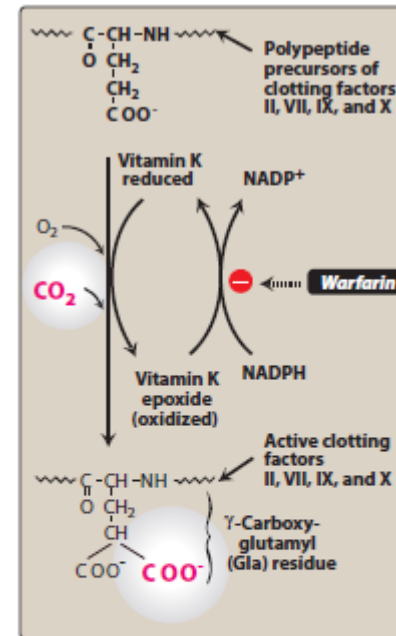 C-CH-NH
O CH₂
CH₂
COO⁻
Polypeptide
precursors of
clotting factors
II, VII, IX, and X
Vitamin K
reduced
NADP⁺
O₂
CO₂
Warfarin
Vitamin K
epoxide
(oxidized)
NADPH
Active clotting
factors
II, VII, IX, and X
C-CH-NH
O CH₂
CH
COO⁻ COO⁻
γ-Carboxy-
glutamyl
(Gla) residue